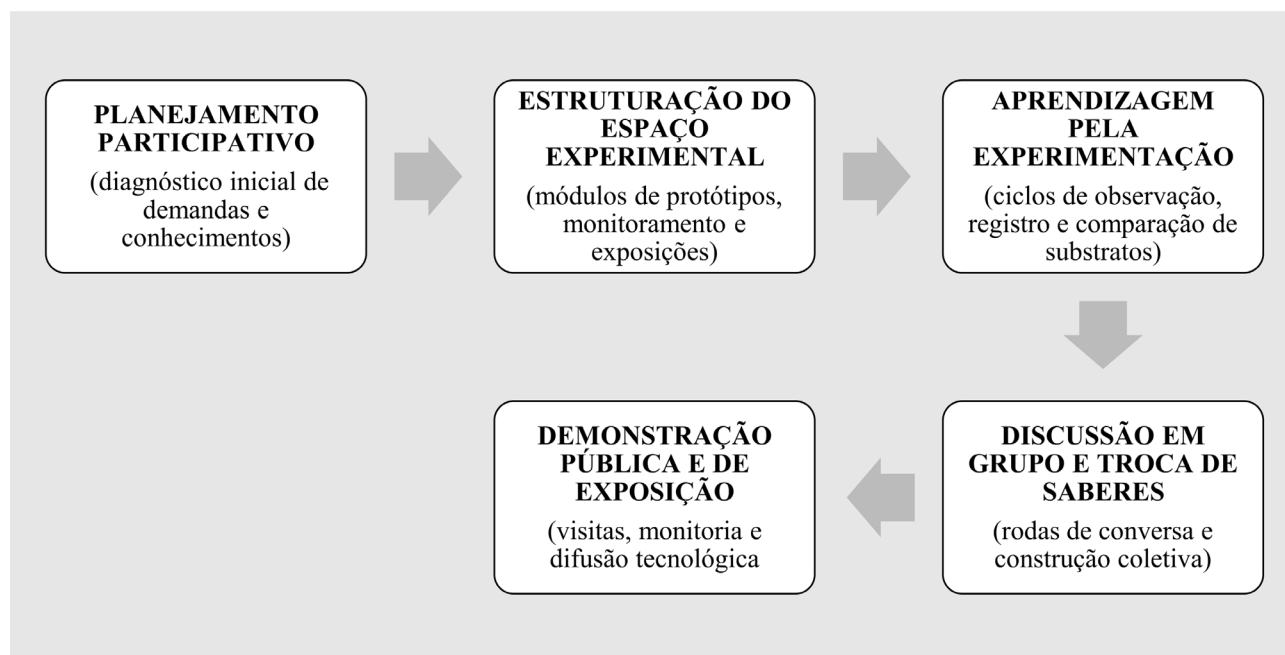 PLANEJAMENTO
PARTICIPATIVO
(diagnóstico inicial de
demandas e
conhecimentos)
ESTRUTURAÇÃO DO
ESPAÇO
EXPERIMENTAL
(módulos de protótipos,
monitoramento e
exposições)
APRENDIZAGEM
PELA
EXPERIMENTAÇÃO
(ciclos de observação,
registro e comparação de
substratos)
DISCUSSÃO EM
GRUPO E TROCA DE
SABERES
(rodas de conversa e
construção coletiva)
DEMONSTRAÇÃO
PÚBLICA E DE
EXPOSIÇÃO
(visitas, monitoria e
difusão tecnológica